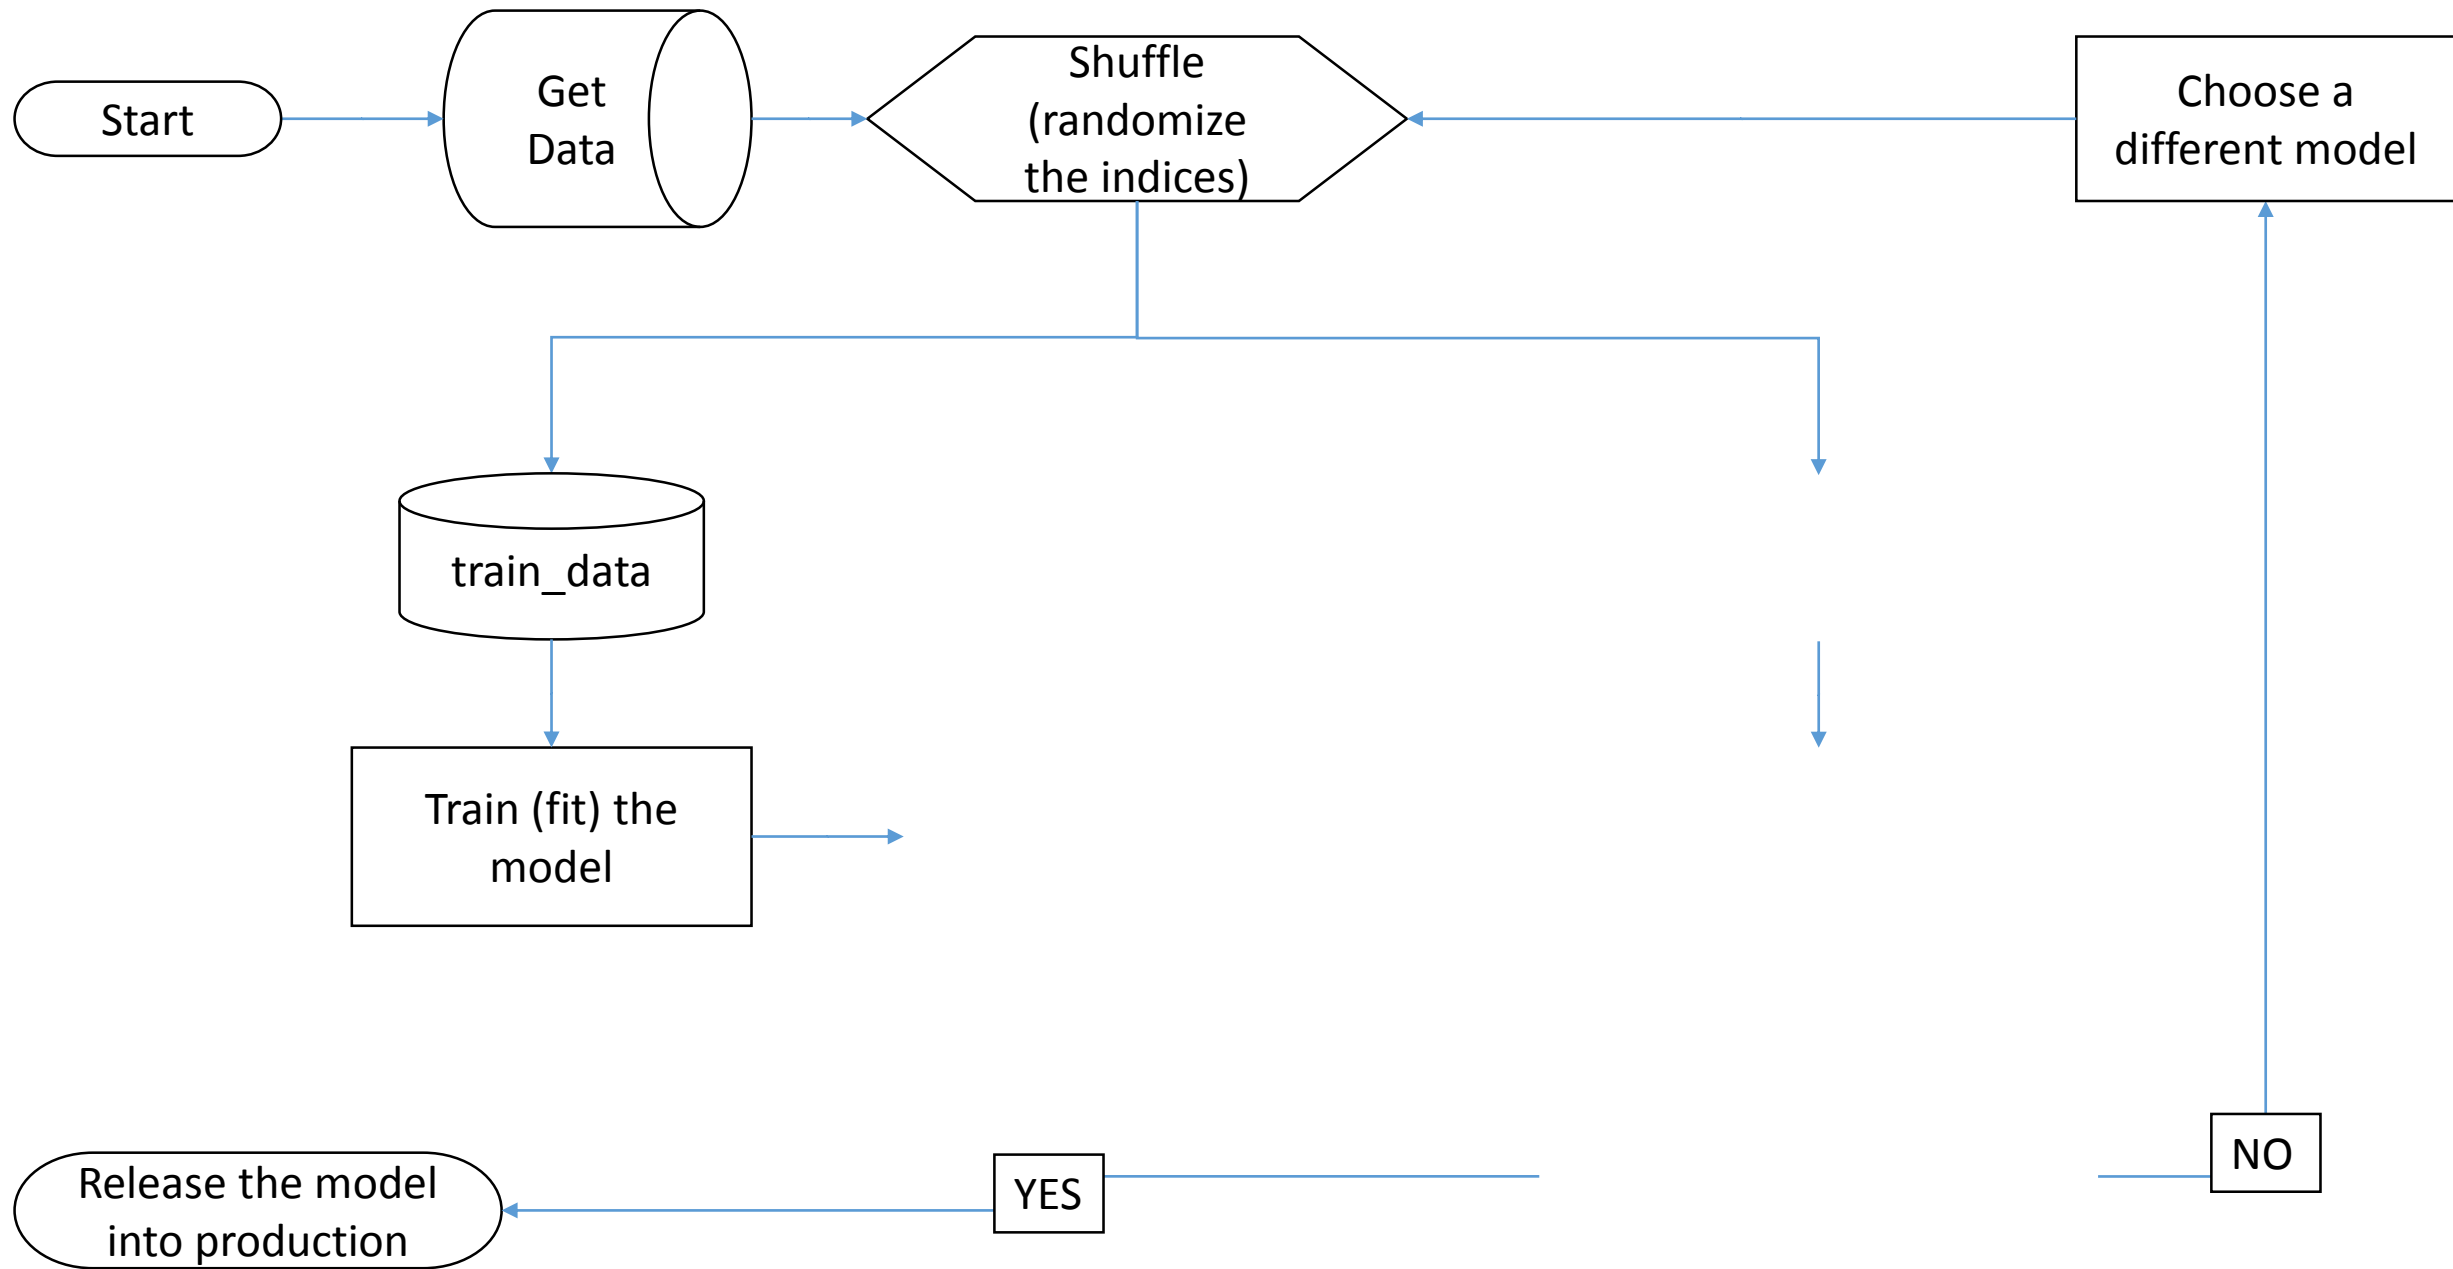 Start
Get
Data
Shuffle
(randomize
the indices)
Choose a
different model
train_data
Train (fit) the
model
NO
YES
Release the model
into production